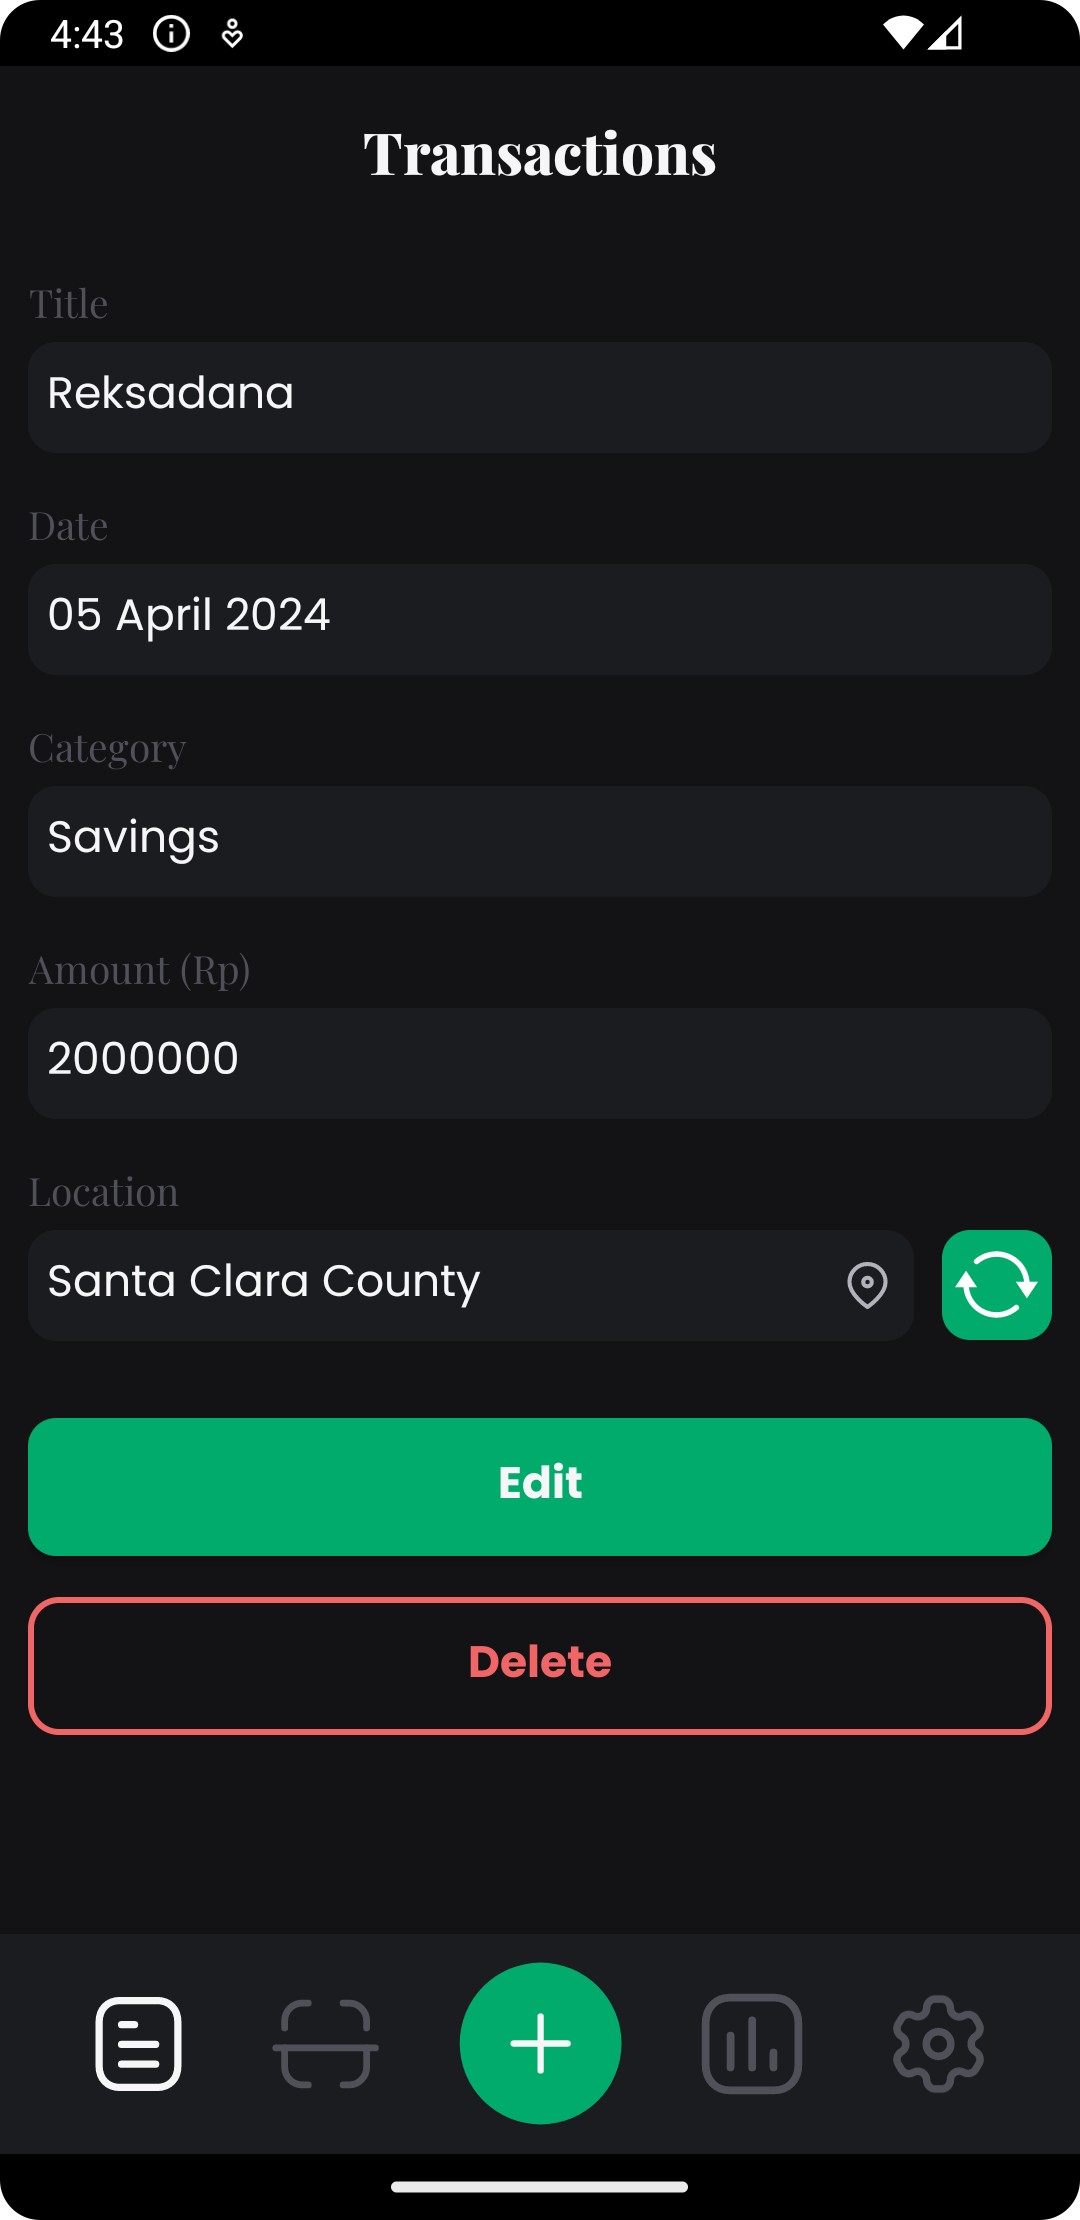 4:43
Transactions
Title
Reksadana
Date
05 April 2024
Category
Savings
Amount (Rp)
2000000
Location
Santa Clara County
Edit
Delete